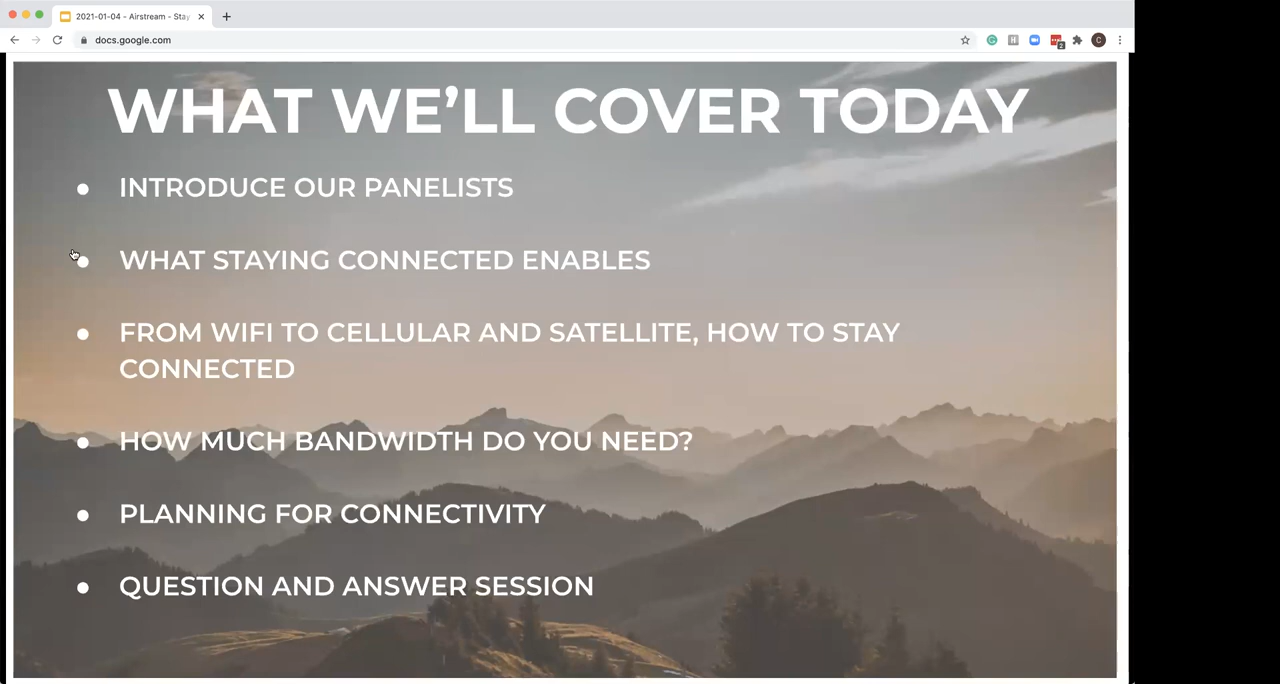 2021-01-04 - Airstream - Stay
docs.google.com
WHAT WE’LL COVER TODAY
● INTRODUCE OUR PANELISTS
● WHAT STAYING CONNECTED ENABLES
● FROM WIFI TO CELLULAR AND SATELLITE, HOW TO STAY
CONNECTED
● HOW MUCH BANDWIDTH DO YOU NEED?
● PLANNING FOR CONNECTIVITY
● QUESTION AND ANSWER SESSION